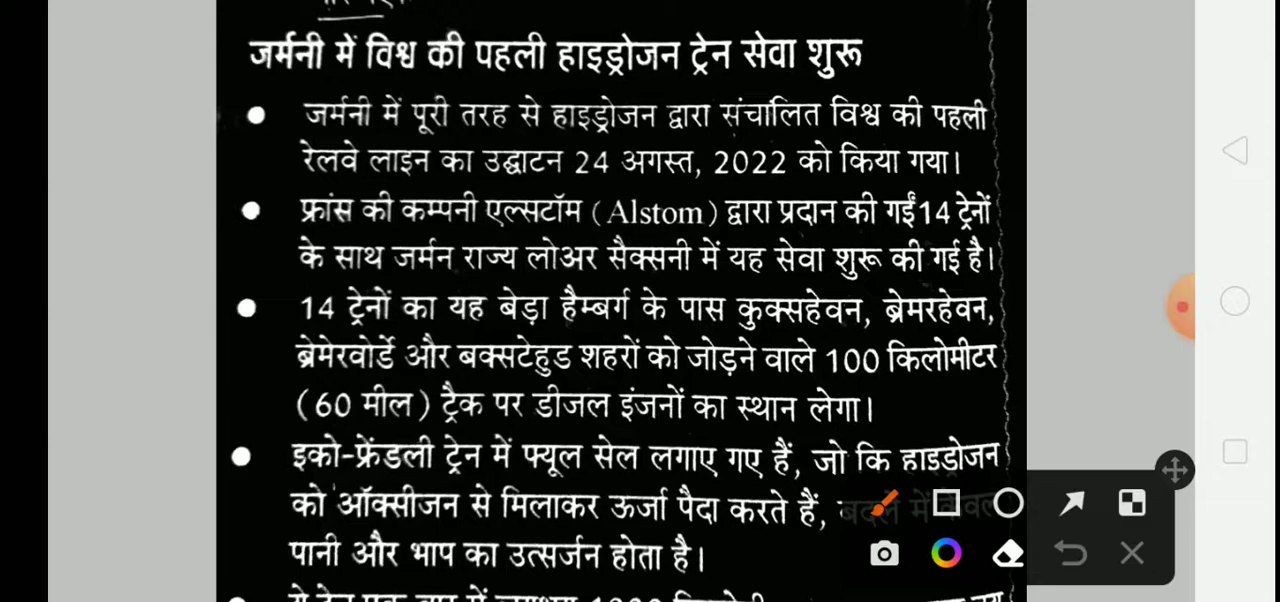 जर्मनी में विश्व की पहली हाइड्रोजन ट्रेन सेवा शुरू
● जर्मनी में पूरी तरह से हाइड्रोजन द्वारा संचालित विश्व की पहली
रेलवे लाइन का उद्घाटन 24 अगस्त, 2022 को किया गया।
● फ्रांस की कम्पनी एल्सटॉम (Alstom) द्वारा प्रदान की गईं 14 ट्रेनों
के साथ जर्मन राज्य लोअर सैक्सनी में यह सेवा शुरू की गई है।
● 14 ट्रेनों का यह बेड़ा हैम्बर्ग के पास कुक्सहेवन, ब्रेमरहेवन,
ब्रेमेरवोर्डे और बक्सटेहुड शहरों को जोड़ने वाले 100 किलोमीटर
(60 मील) ट्रैक पर डीजल इंजनों का स्थान लेगा।
● इको-फ्रेंडली ट्रेन में फ्यूल सेल लगाए गए हैं, जो कि हाइड्रोजन
को ऑक्सीजन से मिलाकर ऊर्जा पैदा करते हैं, बदले में केवल
पानी और भाप का उत्सर्जन होता है।